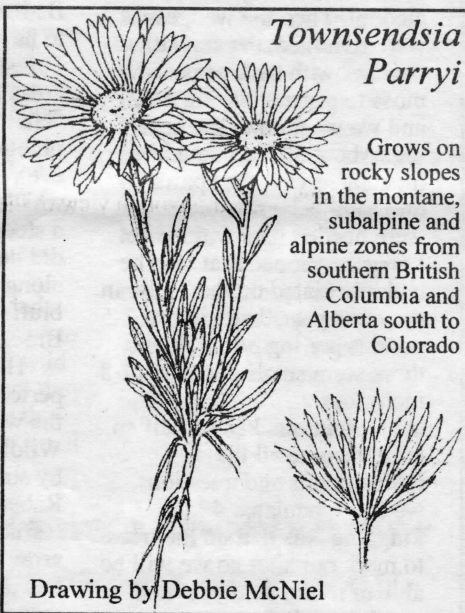 Townsendsia
Parryi
Grows on
rocky slopes
in the montane,
subalpine and
alpine zones from
southern British
Columbia and
Alberta south to
Colorado
Drawing by Debbie McNiel